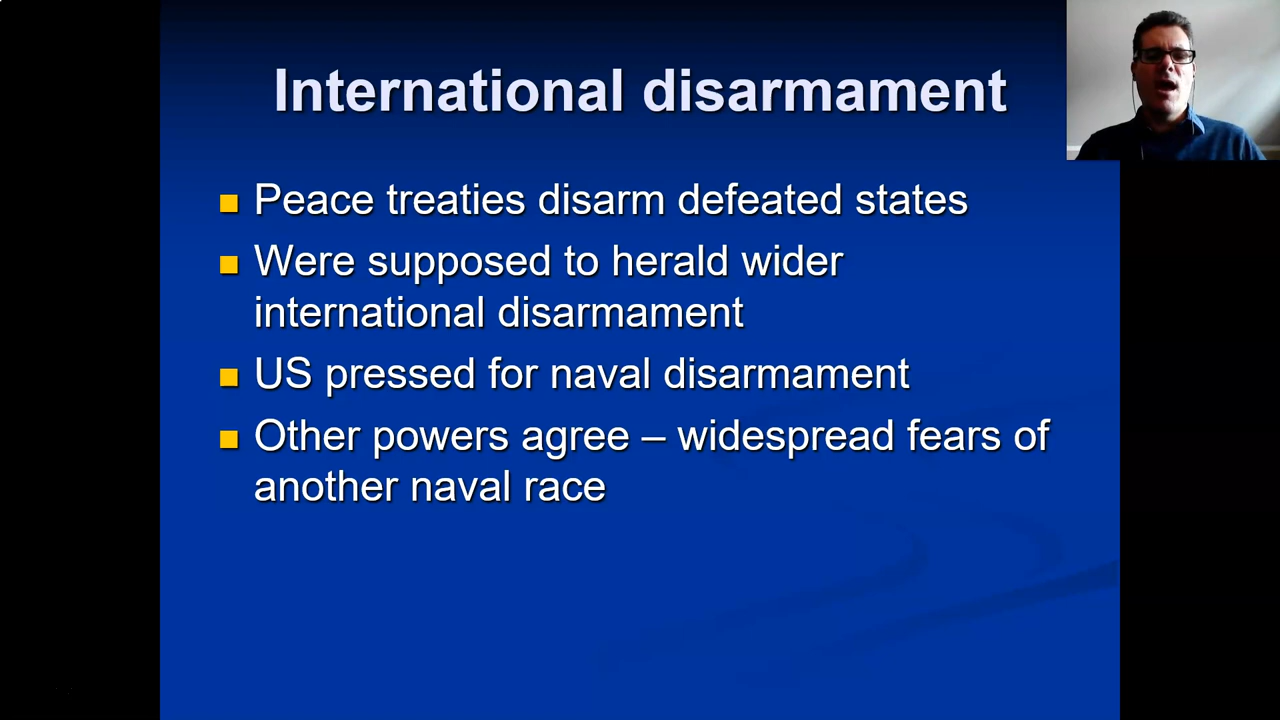 International disarmament
Peace treaties disarm defeated states
Were supposed to herald wider
international disarmament
US pressed for naval disarmament
Other powers agree – widespread fears of
another naval race